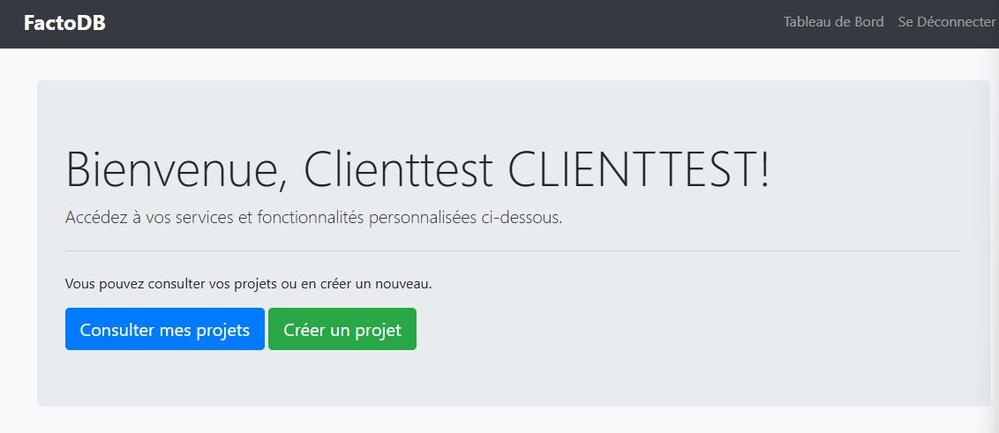 FactoDB
Tableau de Bord Se Déconnecter
Bienvenue, Clienttest CLIENTTEST!
Accédez à vos services et fonctionnalités personnalisées ci-dessous.
Vous pouvez consulter vos projets ou en créer un nouveau.
Consulter mes projets
Créer un projet